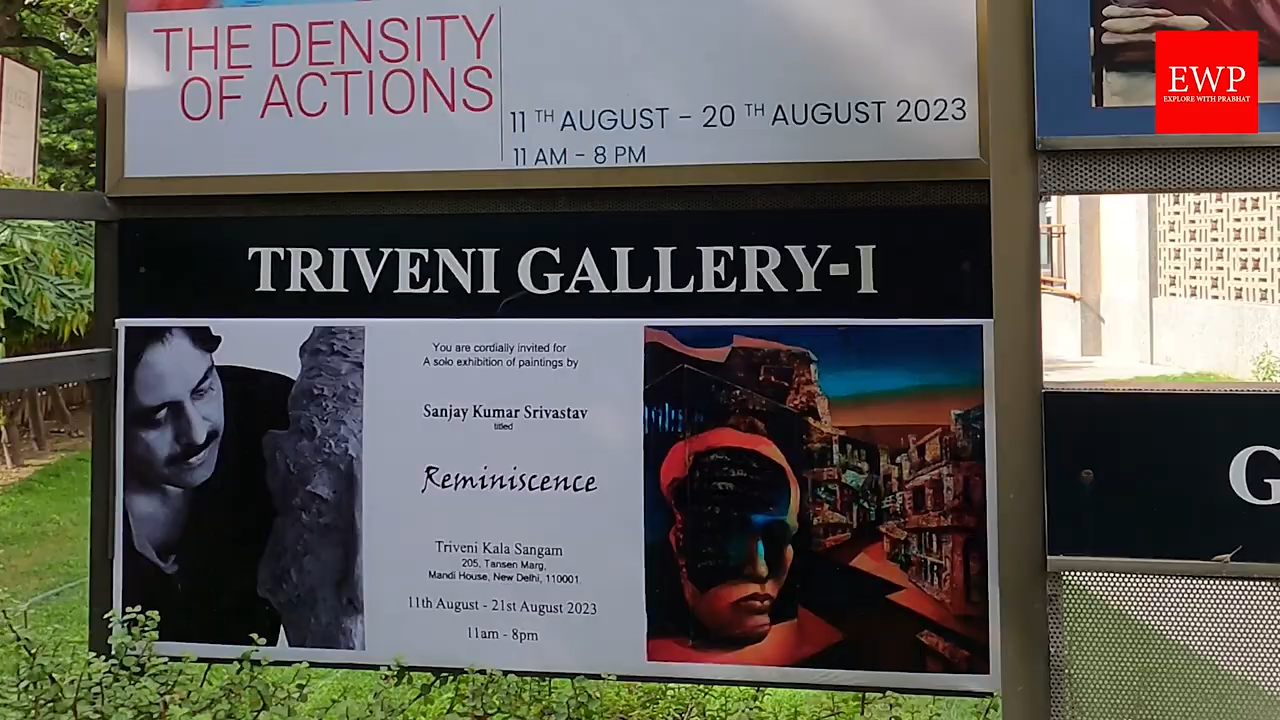 THE DENSITY
OF ACTIONS
11 TH AUGUST - 20 TH AUGUST 2023
11 AM - 8 PM
EWP
EXPLORE WITH PRABHAT
TRIVENI GALLERY-I
You are cordially invited for
A solo exhibition of paintings by
Sanjay Kumar Srivastav
titled
Reminiscence
Triveni Kala Sangam
205, Tansen Marg,
Mandi House, New Delhi, 110001.
11th August - 21st August 2023
11am - 8pm
G